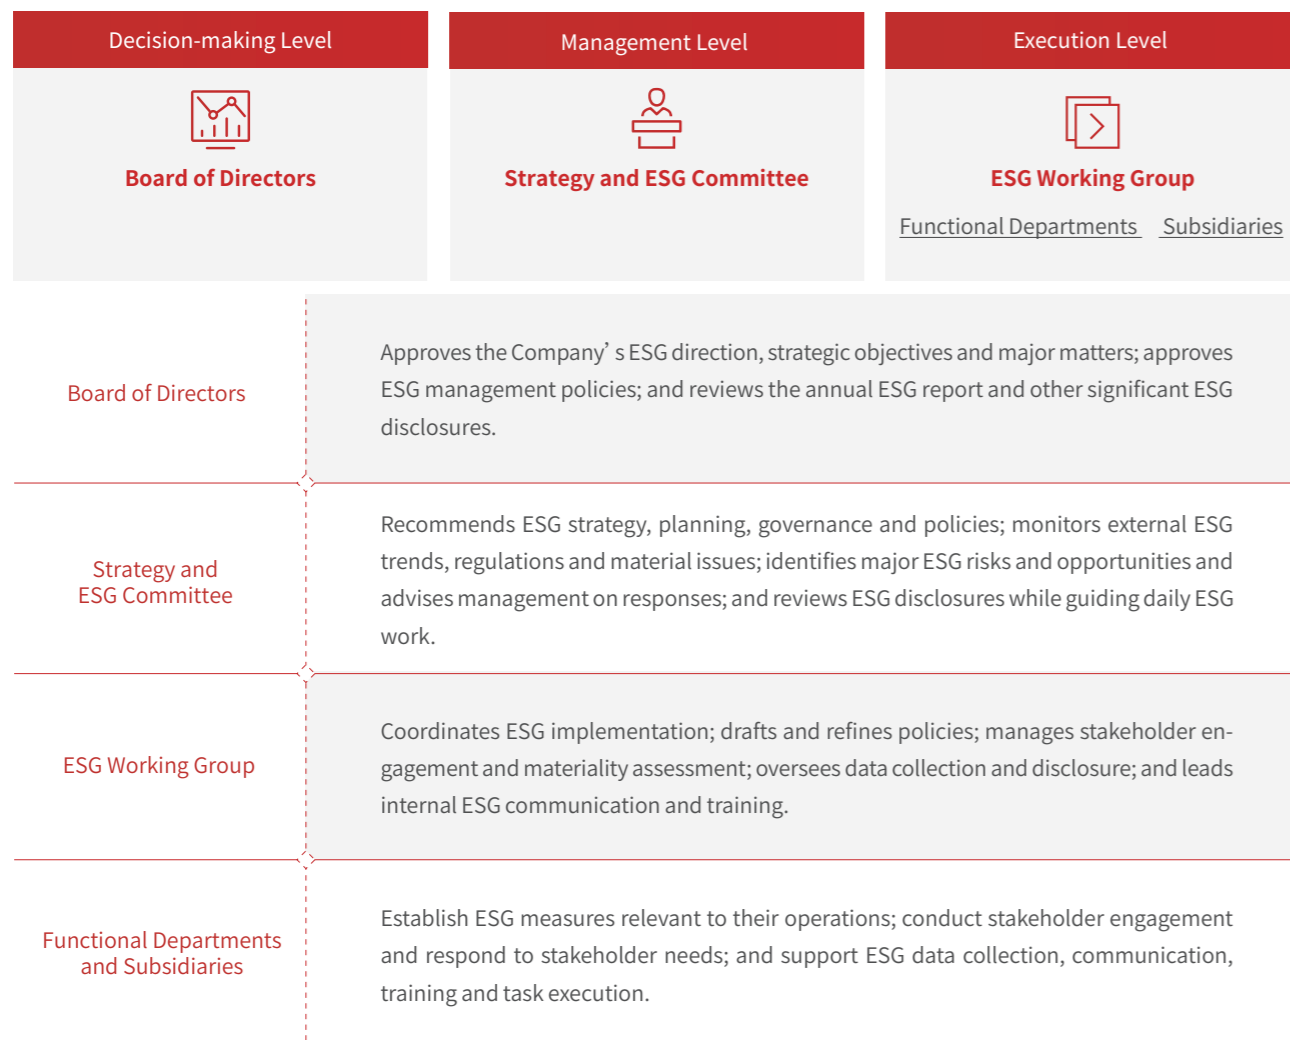 Decision-making Level
Management Level
Execution Level
Board of Directors
Strategy and ESG Committee
ESG Working Group
Functional Departments Subsidiaries
Board of Directors
Approves the Company’ s ESG direction, strategic objectives and major matters; approves
ESG management policies; and reviews the annual ESG report and other significant ESG
disclosures.
Strategy and
ESG Committee
Recommends ESG strategy, planning, governance and policies; monitors external ESG
trends, regulations and material issues; identifies major ESG risks and opportunities and
advises management on responses; and reviews ESG disclosures while guiding daily ESG
work.
ESG Working Group
Coordinates ESG implementation; drafts and refines policies; manages stakeholder en-
gagement and materiality assessment; oversees data collection and disclosure; and leads
internal ESG communication and training.
Functional Departments
and Subsidiaries
Establish ESG measures relevant to their operations; conduct stakeholder engagement
and respond to stakeholder needs; and support ESG data collection, communication,
training and task execution.